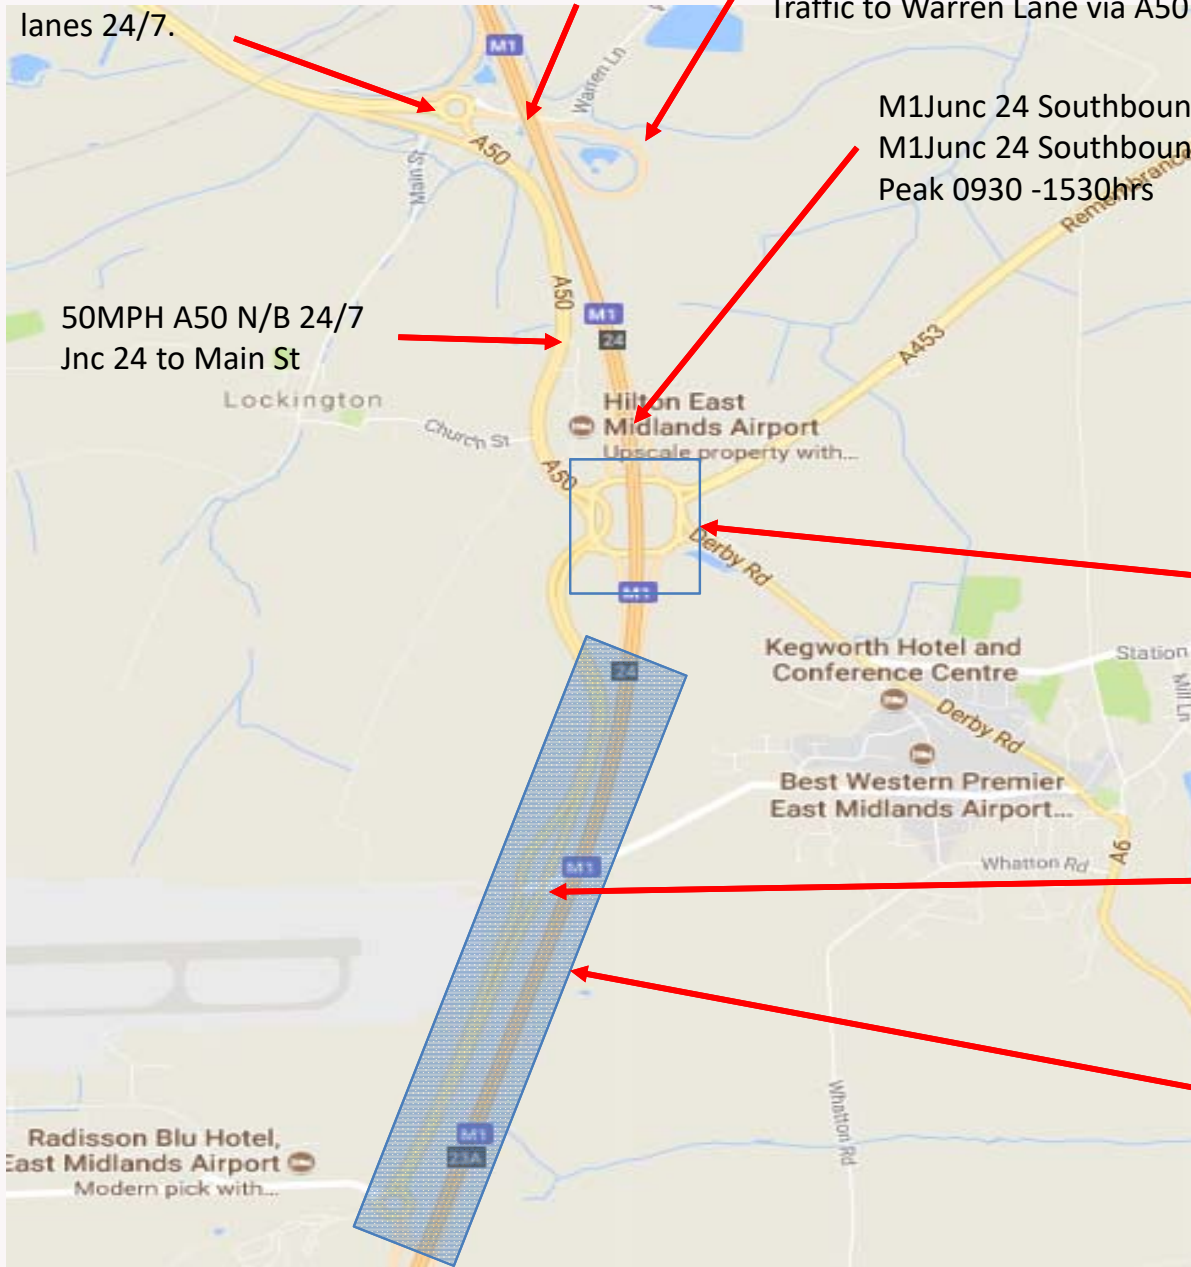 Traffic to Warren Lane via A50
lanes 24/7.
M1
Warren Ln
M1Junc 24 Southboun
M1Junc 24 Southboun
Peak 0930 -1530hrs
A50
Main St
Remembrance
A50
M1
24
50MPH A50 N/B 24/7
Jnc 24 to Main St
A453
Lockington
Hilton East
Midlands Airport
Upscale property with...
Church St
A50
Derby Rd
M1
Kegworth Hotel and
Conference Centre
Station
24
Mill Ln
Derby Rd
Best Western Premier
East Midlands Airport...
M1
Whatton Rd
A6
Whatton Rd
M1
23A
Radisson Blu Hotel,
East Midlands Airport
Modern pick with...